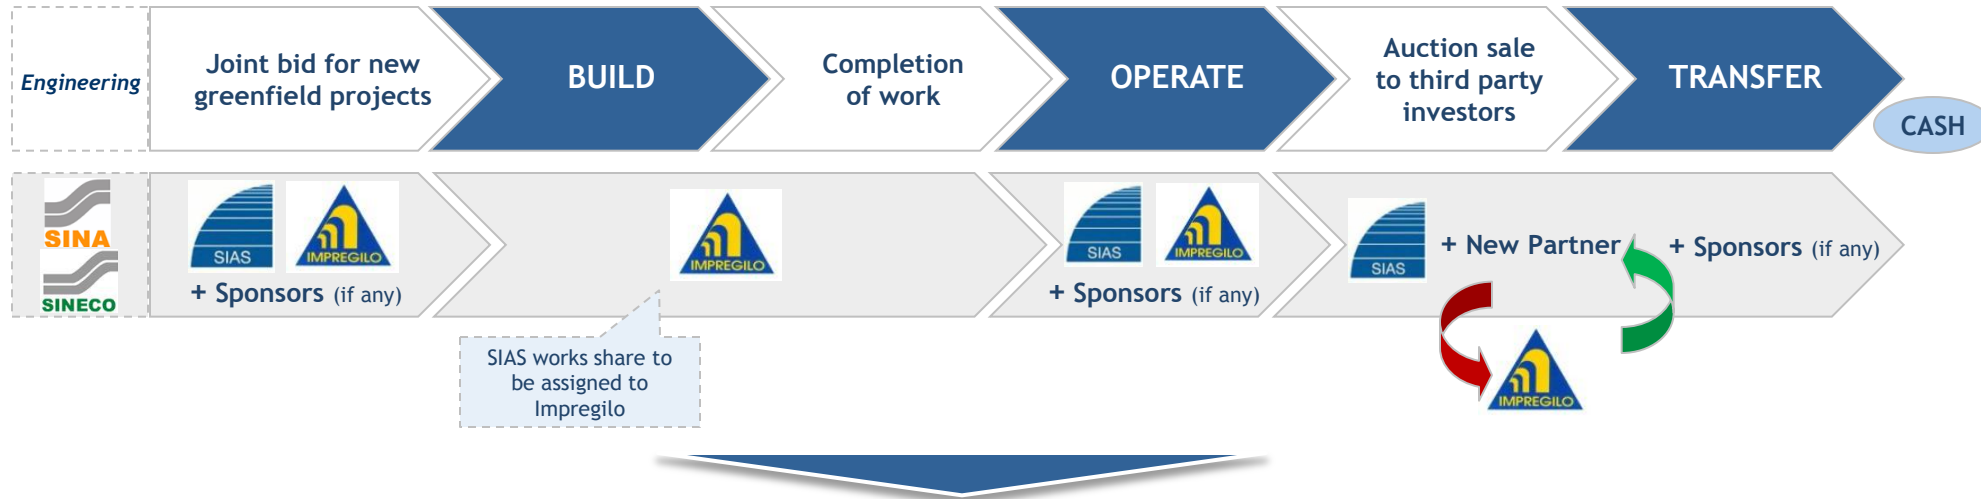 Engineering
Joint bid for new
greenfield projects
BUILD
Completion
of work
OPERATE
Auction sale
to third party
investors
TRANSFER
CASH
SINA
SINECO
SIAS
IMPREGILO
+ Sponsors (if any)
IMPREGILO
SIAS works share to
be assigned to
Impregilo
SIAS
IMPREGILO
+ Sponsors (if any)
SIAS
+ New Partner
+ Sponsors (if any)
IMPREGILO